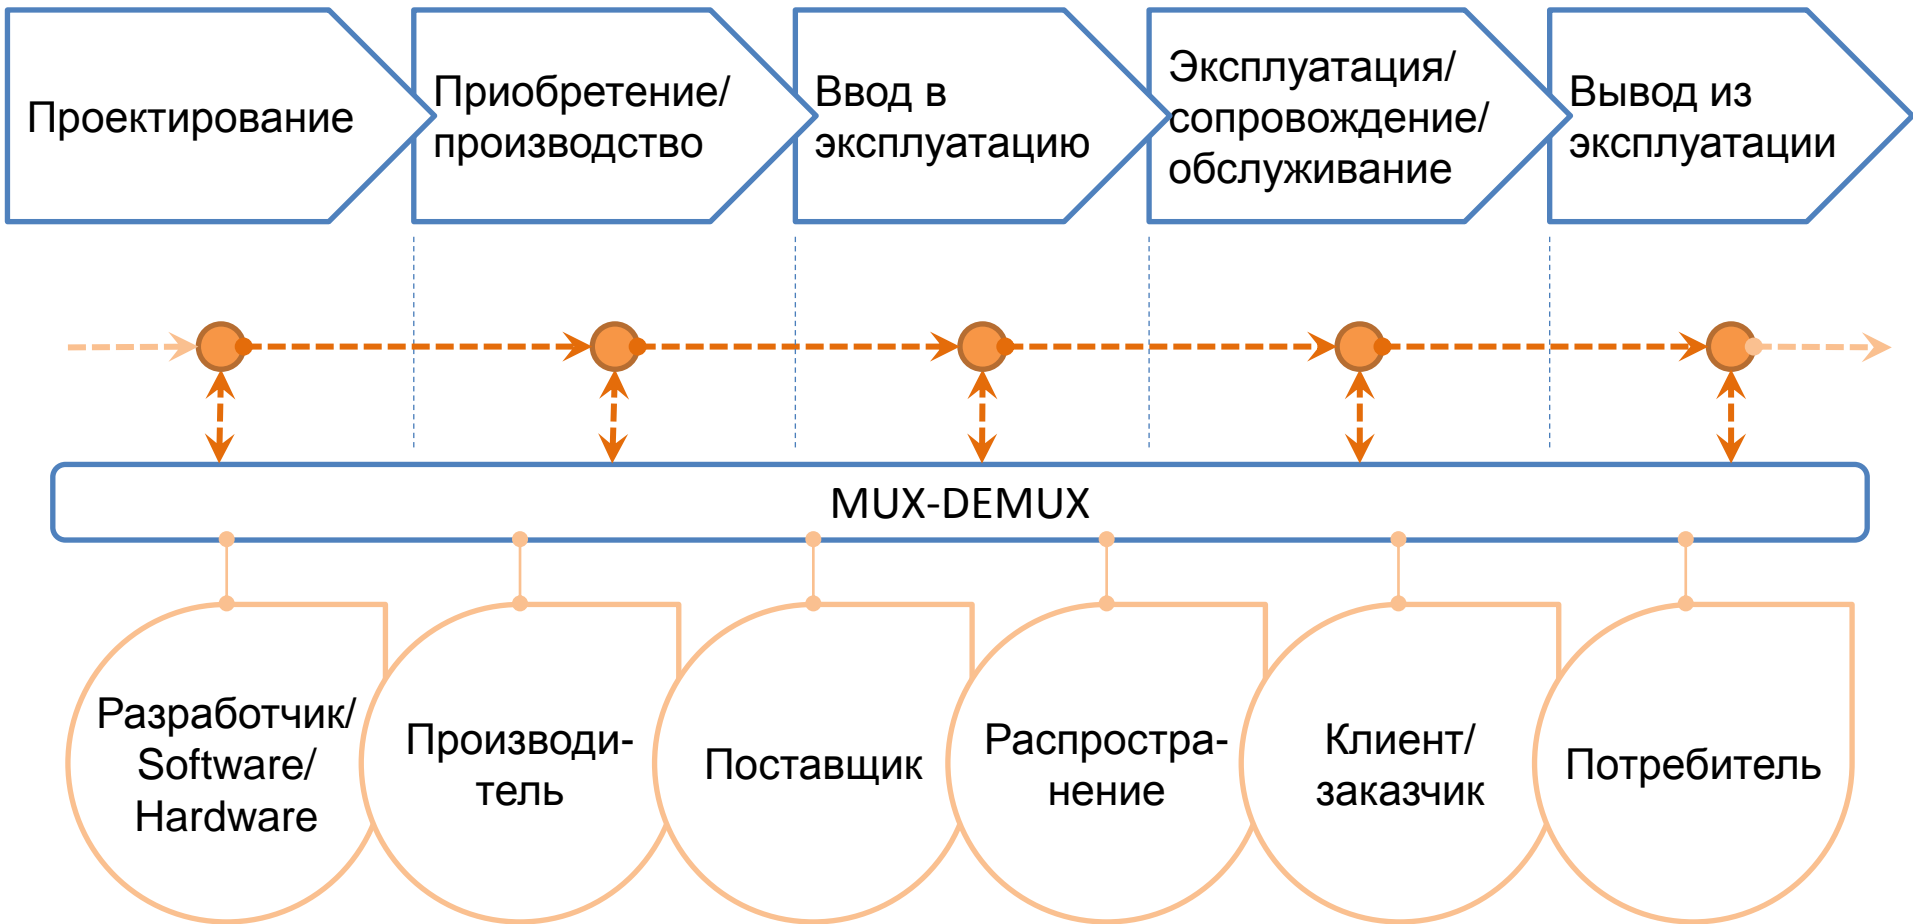 Проектирование
Приобретение/
производство
Ввод в
эксплуатацию
Эксплуатация/
сопровождение/
обслуживание
Вывод из
эксплуатации
MUX-DEMUX
Разработчик/
Software/
Hardware
Производи-
тель
Поставщик
Распростра-
нение
Клиент/
заказчик
Потребитель